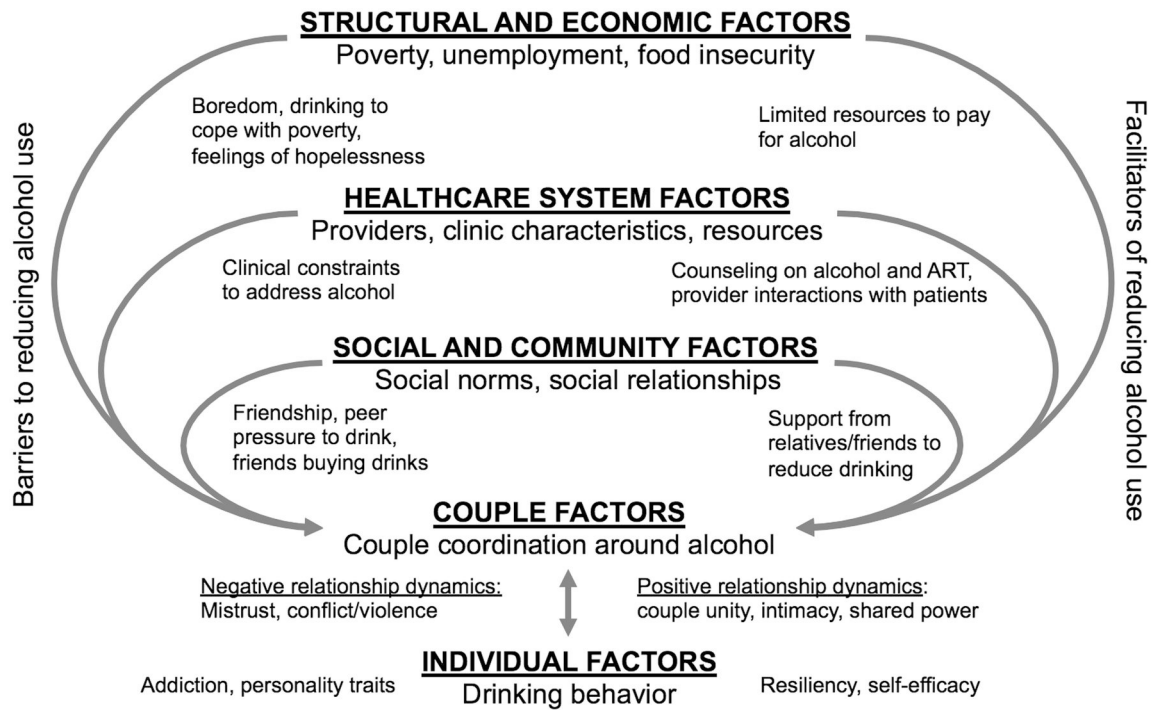 STRUCTURAL AND ECONOMIC FACTORS
Poverty, unemployment, food insecurity
Barriers to reducing alcohol use
Facilitators of reducing alcohol use
Boredom, drinking to
cope with poverty,
feelings of hopelessness
Limited resources to pay
for alcohol
HEALTHCARE SYSTEM FACTORS
Providers, clinic characteristics, resources
Clinical constraints
to address alcohol
Counseling on alcohol and ART,
provider interactions with patients
SOCIAL AND COMMUNITY FACTORS
Social norms, social relationships
Friendship, peer
pressure to drink,
friends buying drinks
Support from
relatives/friends to
reduce drinking
COUPLE FACTORS
Couple coordination around alcohol
Negative relationship dynamics:
Mistrust, conflict/violence
Positive relationship dynamics:
couple unity, intimacy, shared power
INDIVIDUAL FACTORS
Drinking behavior
Addiction, personality traits
Resiliency, self-efficacy